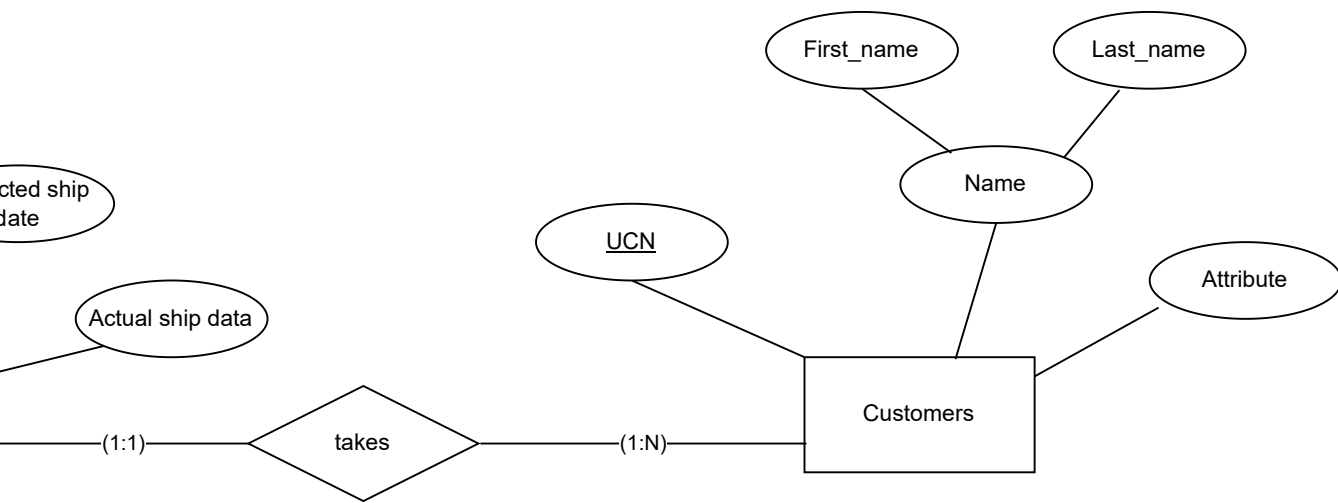 First_name
Last_name
Name
cted ship
date
UCN
Attribute
Actual ship data
Customers
(1:1)
takes
(1:N)